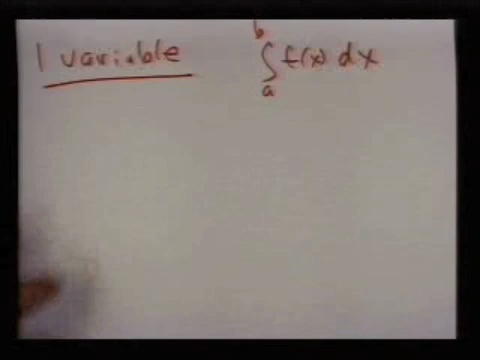 1 variable
∫_a^b f(x) dx